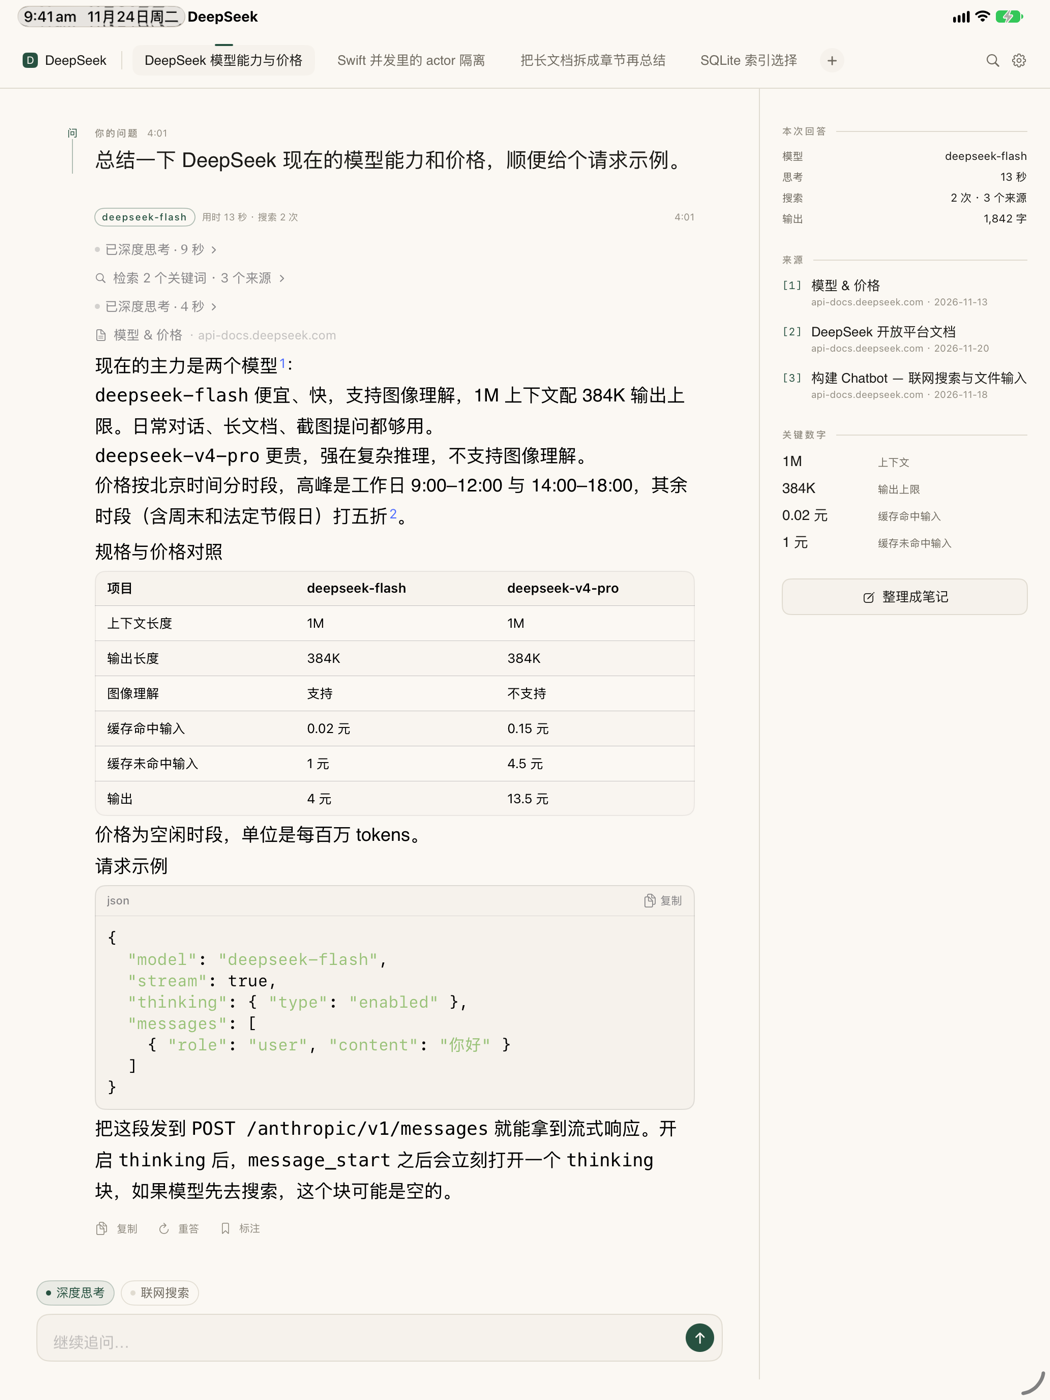 9:41am 11月24日周二 DeepSeek
D DeepSeek
DeepSeek 模型能力与价格
Swift 并发里的 actor 隔离
把长文档拆成章节再总结
SQLite 索引选择
问 你的问题 4:01
总结一下 DeepSeek 现在的模型能力和价格，顺便给个请求示例。
deepseek-flash 用时 13 秒 · 搜索 2 次 4:01
已深度思考 · 9 秒
检索 2 个关键词 · 3 个来源
已深度思考 · 4 秒
模型 & 价格 · api-docs.deepseek.com
现在的主力是两个模型1：
deepseek-flash 便宜、快，支持图像理解，1M 上下文配 384K 输出上
限。日常对话、长文档、截图提问都够用。
deepseek-v4-pro 更贵，强在复杂推理，不支持图像理解。
价格按北京时间分时段，高峰是工作日 9:00–12:00 与 14:00–18:00，其余
时段（含周末和法定节假日）打五折2。
规格与价格对照
项目 deepseek-flash deepseek-v4-pro
上下文长度 1M 1M
输出长度 384K 384K
图像理解 支持 不支持
缓存命中输入 0.02 元 0.15 元
缓存未命中输入 1 元 4.5 元
输出 4 元 13.5 元
价格为空闲时段，单位是每百万 tokens。
请求示例
json 复制
{
"model": "deepseek-flash",
"stream": true,
"thinking": { "type": "enabled" },
"messages": [
{ "role": "user", "content": "你好" }
]
}
把这段发到 POST /anthropic/v1/messages 就能拿到流式响应。开
启 thinking 后，message_start 之后会立刻打开一个 thinking
块，如果模型先去搜索，这个块可能是空的。
复制 重答 标注
深度思考 联网搜索
继续追问…
本次回答
模型 deepseek-flash
思考 13 秒
搜索 2 次 · 3 个来源
输出 1,842 字
来源
[1] 模型 & 价格
api-docs.deepseek.com · 2026-11-13
[2] DeepSeek 开放平台文档
api-docs.deepseek.com · 2026-11-20
[3] 构建 Chatbot — 联网搜索与文件输入
api-docs.deepseek.com · 2026-11-18
关键数字
1M 上下文
384K 输出上限
0.02 元 缓存命中输入
1 元 缓存未命中输入
整理成笔记